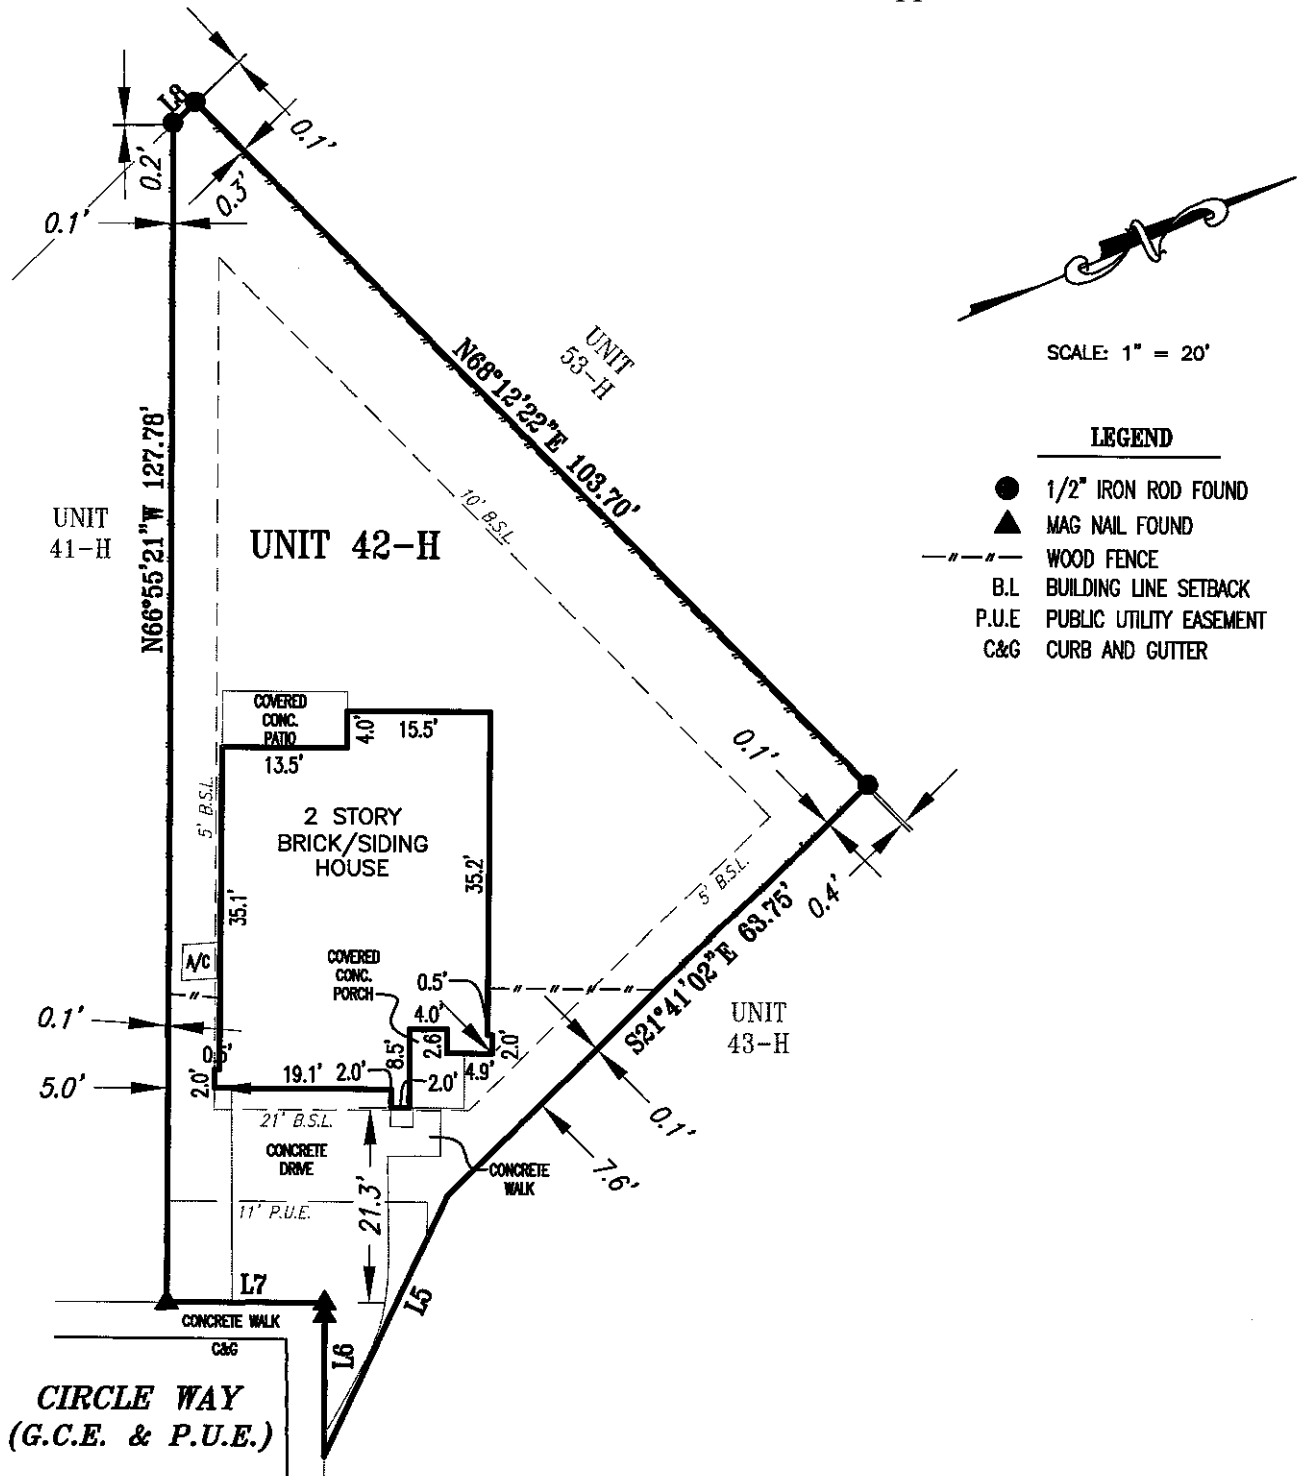 L8
0.1'
0.2'
0.3'
0.1'
UNIT
53-H
SCALE: 1" = 20'
N68°12'22"E 103.70'
N66°55'21"W 127.78'
LEGEND
1/2" IRON ROD FOUND
MAG NAIL FOUND
WOOD FENCE
B.L BUILDING LINE SETBACK
P.U.E PUBLIC UTILITY EASEMENT
C&G CURB AND GUTTER
10' B.S.L.
UNIT
41-H
UNIT 42-H
COVERED
CONC.
PATIO
4.0'
15.5'
13.5'
0.1'
5' B.S.L.
2 STORY
BRICK/SIDING
HOUSE
35.2'
35.1'
5' B.S.L.
0.4'
S21°41'02"E 63.75'
A/C
COVERED
CONC.
PORCH
0.5'
4.0'
UNIT
43-H
0.1'
0.5'
8.5'
2.6
2.0'
4.9'
5.0'
2.0'
19.1'
2.0'
2.0'
0.1'
21' B.S.L.
CONCRETE
DRIVE
CONCRETE
WALK
7.6'
21.3'
11' P.U.E.
L7
L5
CONCRETE WALK
C&G
L6
CIRCLE WAY
(G.C.E. & P.U.E.)